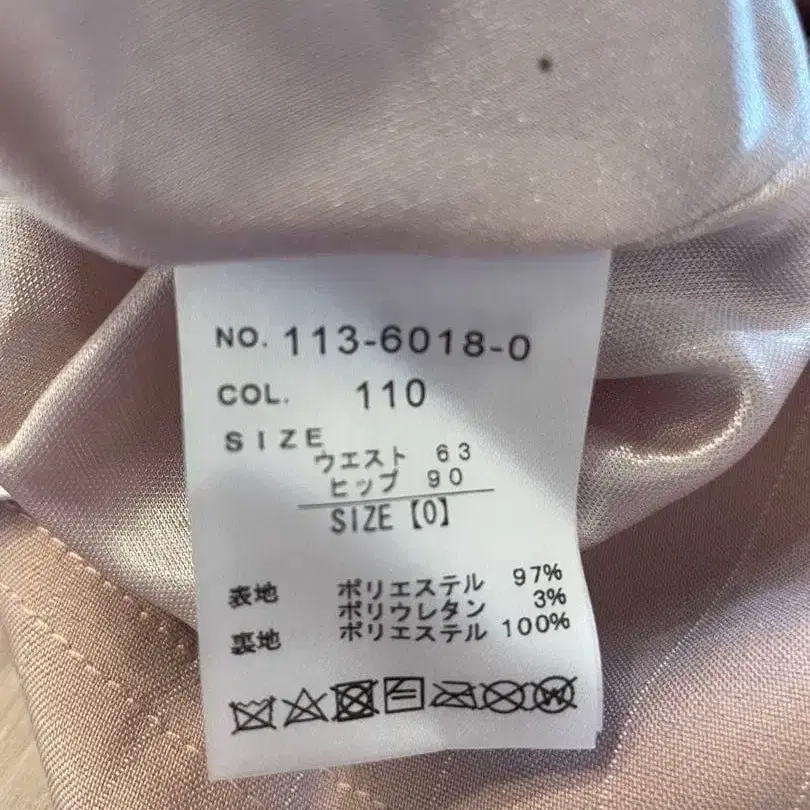 NO. 113-6018-0
COL. 110
SIZE
ウエスト 63
ヒップ 90
SIZE【0】
表地 ポリエステル 97%
ポリウレタン 3%
裏地 ポリエステル 100%